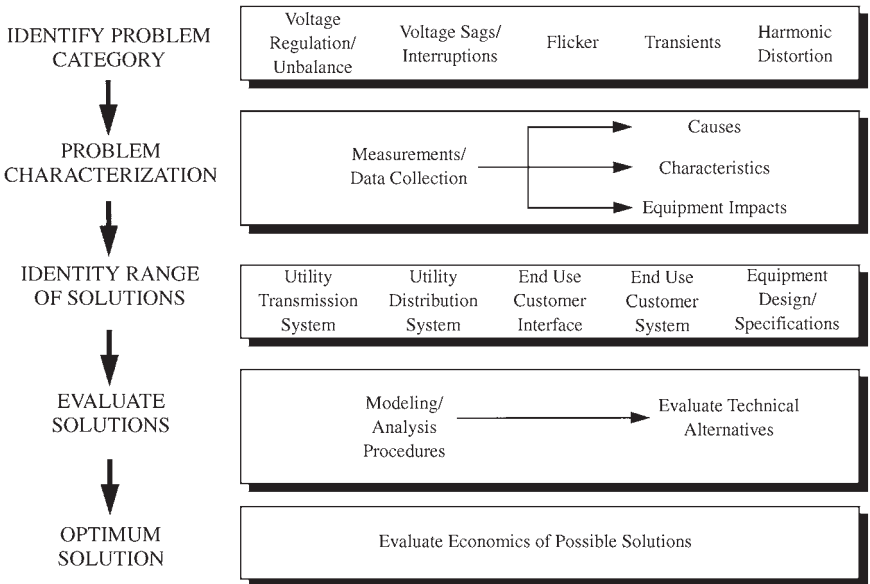 IDENTIFY PROBLEM
CATEGORY
Voltage
Regulation/
Unbalance
Voltage Sags/
Interruptions
Flicker
Transients
Harmonic
Distortion
PROBLEM
CHARACTERIZATION
Measurements/
Data Collection
Causes
Characteristics
Equipment Impacts
IDENTITY RANGE
OF SOLUTIONS
Utility
Transmission
System
Utility
Distribution
System
End Use
Customer
Interface
End Use
Customer
System
Equipment
Design/
Specifications
EVALUATE
SOLUTIONS
Modeling/
Analysis
Procedures
Evaluate Technical
Alternatives
OPTIMUM
SOLUTION
Evaluate Economics of Possible Solutions